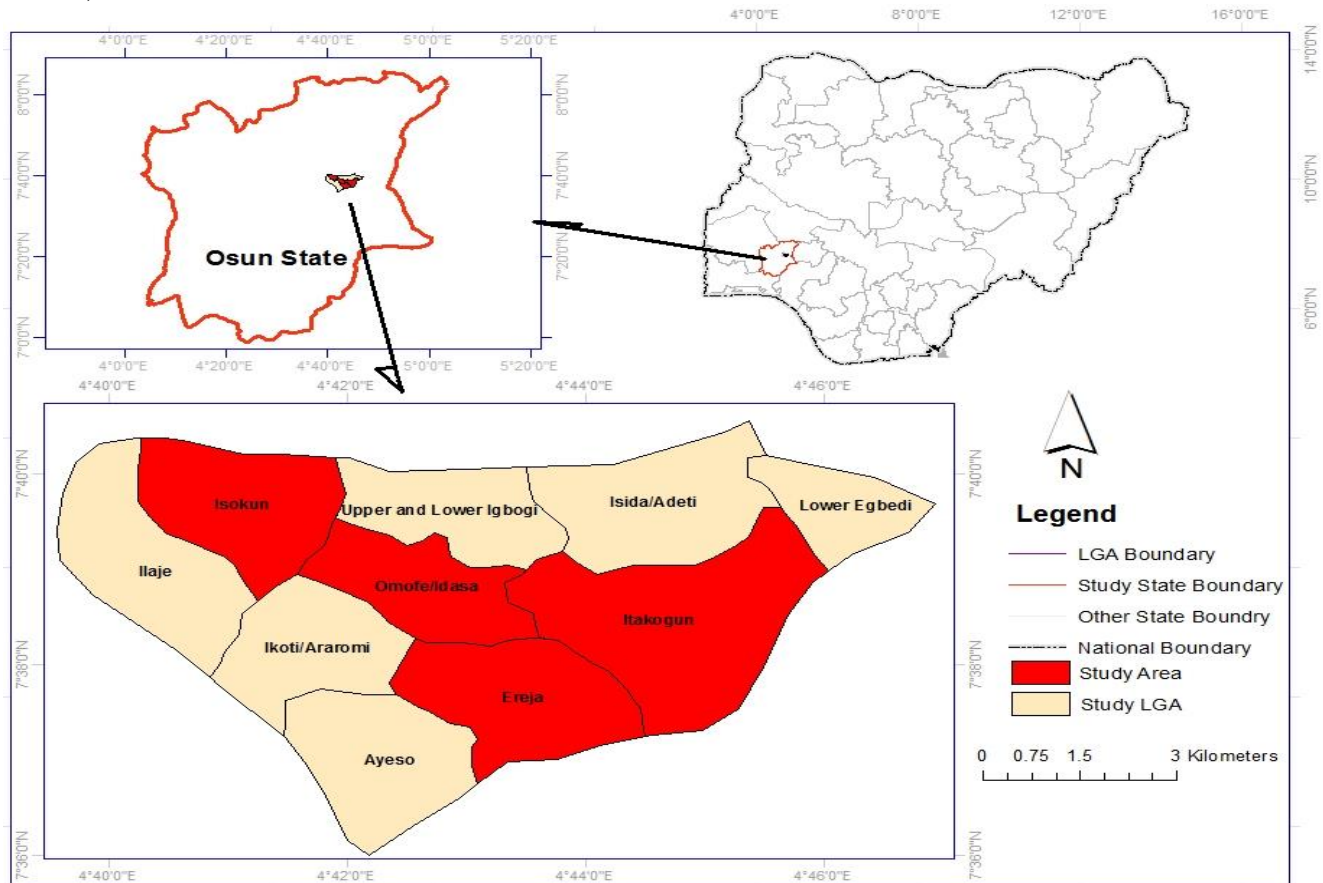 4°0'0"E 8°0'0"E 12°0'0"E 16°0'0"E
4°0'0"E 4°20'0"E 4°40'0"E 5°0'0"E 5°20'0"E
8°0'0"N
7°40'0"N
7°20'0"N
7°0'0"N
8°0'0"N
7°40'0"N
7°20'0"N
7°0'0"N
Osun State
4°0'0"E 4°20'0"E 4°40'0"E 5°0'0"E 5°20'0"E
14°0'0"N
10°0'0"N
6°0'0"N
4°40'0"E 4°42'0"E 4°44'0"E 4°46'0"E
7°40'0"N
7°38'0"N
7°36'0"N
Isokun
Upper and Lower Igbogi
Isida/Adeti
Lower Egbedi
Ilaje
Omofe/Idasa
Itakogun
Ikoti/Araromi
Ereja
Ayeso
7°40'0"N
7°38'0"N
7°36'0"N
4°40'0"E 4°42'0"E 4°44'0"E 4°46'0"E
N
Legend
LGA Boundary
Study State Boundary
Other State Boundry
National Boundary
Study Area
Study LGA
0 0.75 1.5 3 Kilometers